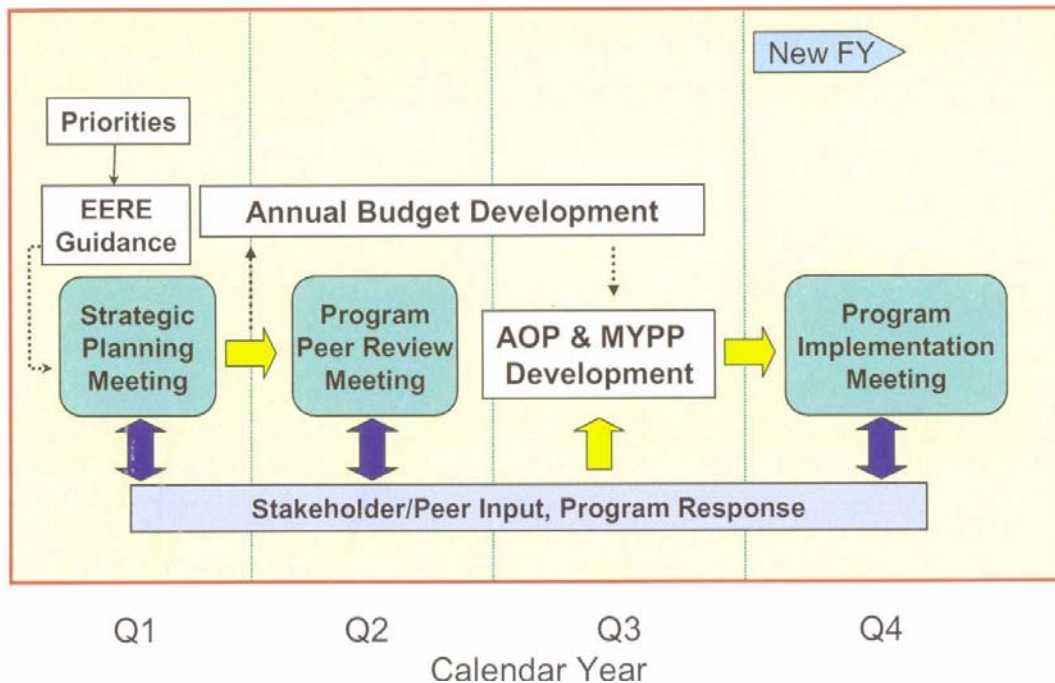 New FY
Priorities
EERE
Guidance
Annual Budget Development
Strategic
Planning
Meeting
Program
Peer Review
Meeting
AOP & MYPP
Development
Program
Implementation
Meeting
Stakeholder/Peer Input, Program Response
Q1
Q2
Q3
Q4
Calendar Year